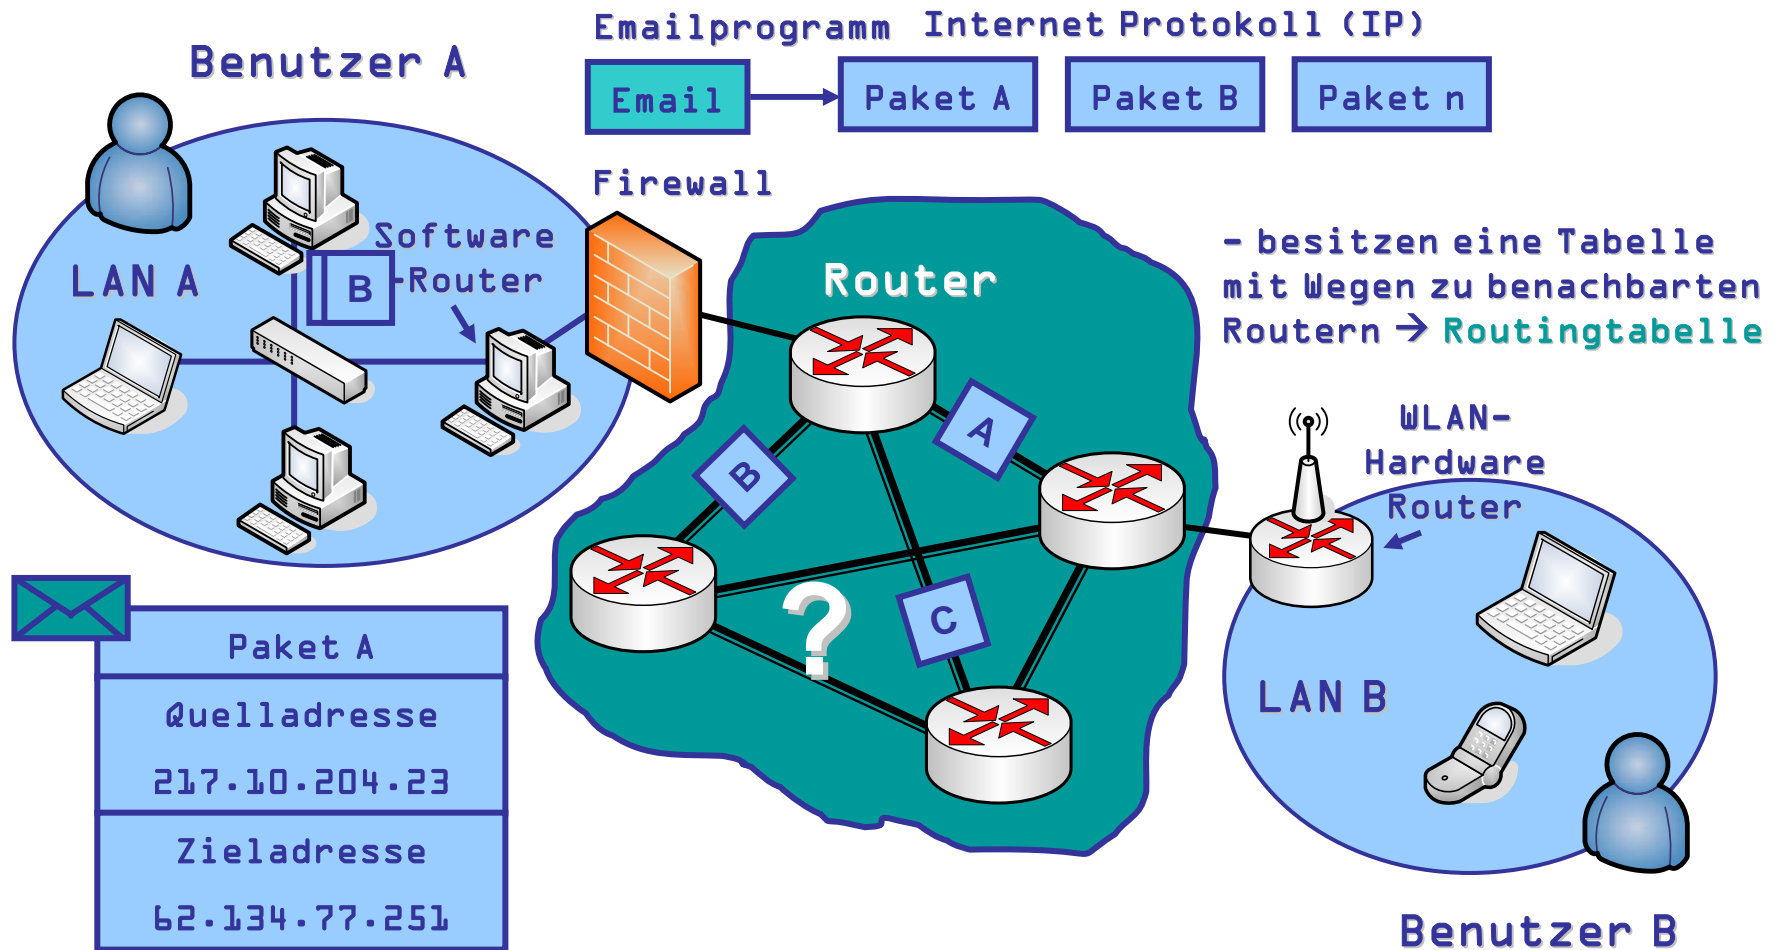 Emailprogramm
Internet Protokoll (IP)
Benutzer A
Email
Paket A
Paket B
Paket n
Firewall
Software
-Router
LAN A
B
Router
- besitzen eine Tabelle
mit Wegen zu benachbarten
Routern → Routingtabelle
A
B
C
?
WLAN-
Hardware
Router
LAN B
Benutzer B
Paket A
Quelladresse
217.10.204.23
Zieladresse
62.134.77.251